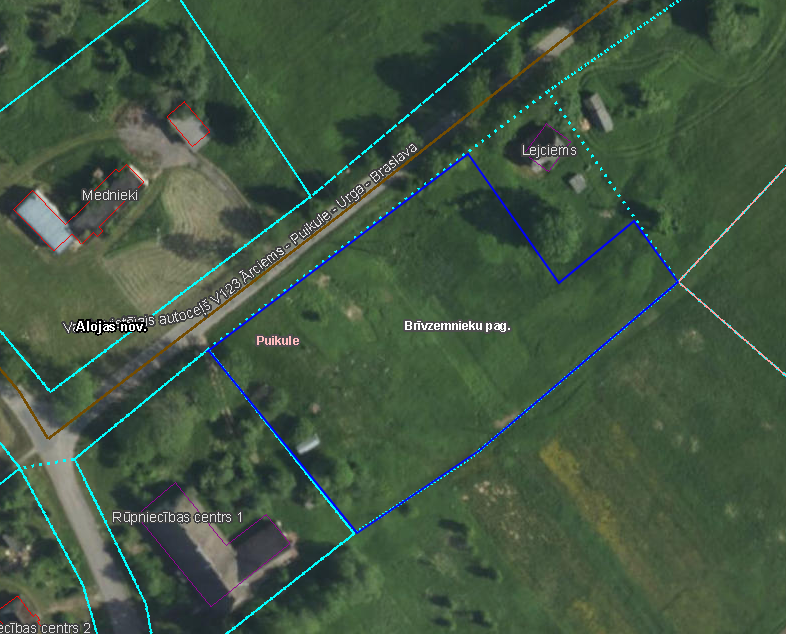 Lejciems
Mednieki
autoceļš V123 Ārciems - Puikule - Urga - Braslava
Alojas nov.
Brīvzemnieku pag.
Puikule
Rūpniecības centrs 1
ecības centrs 2